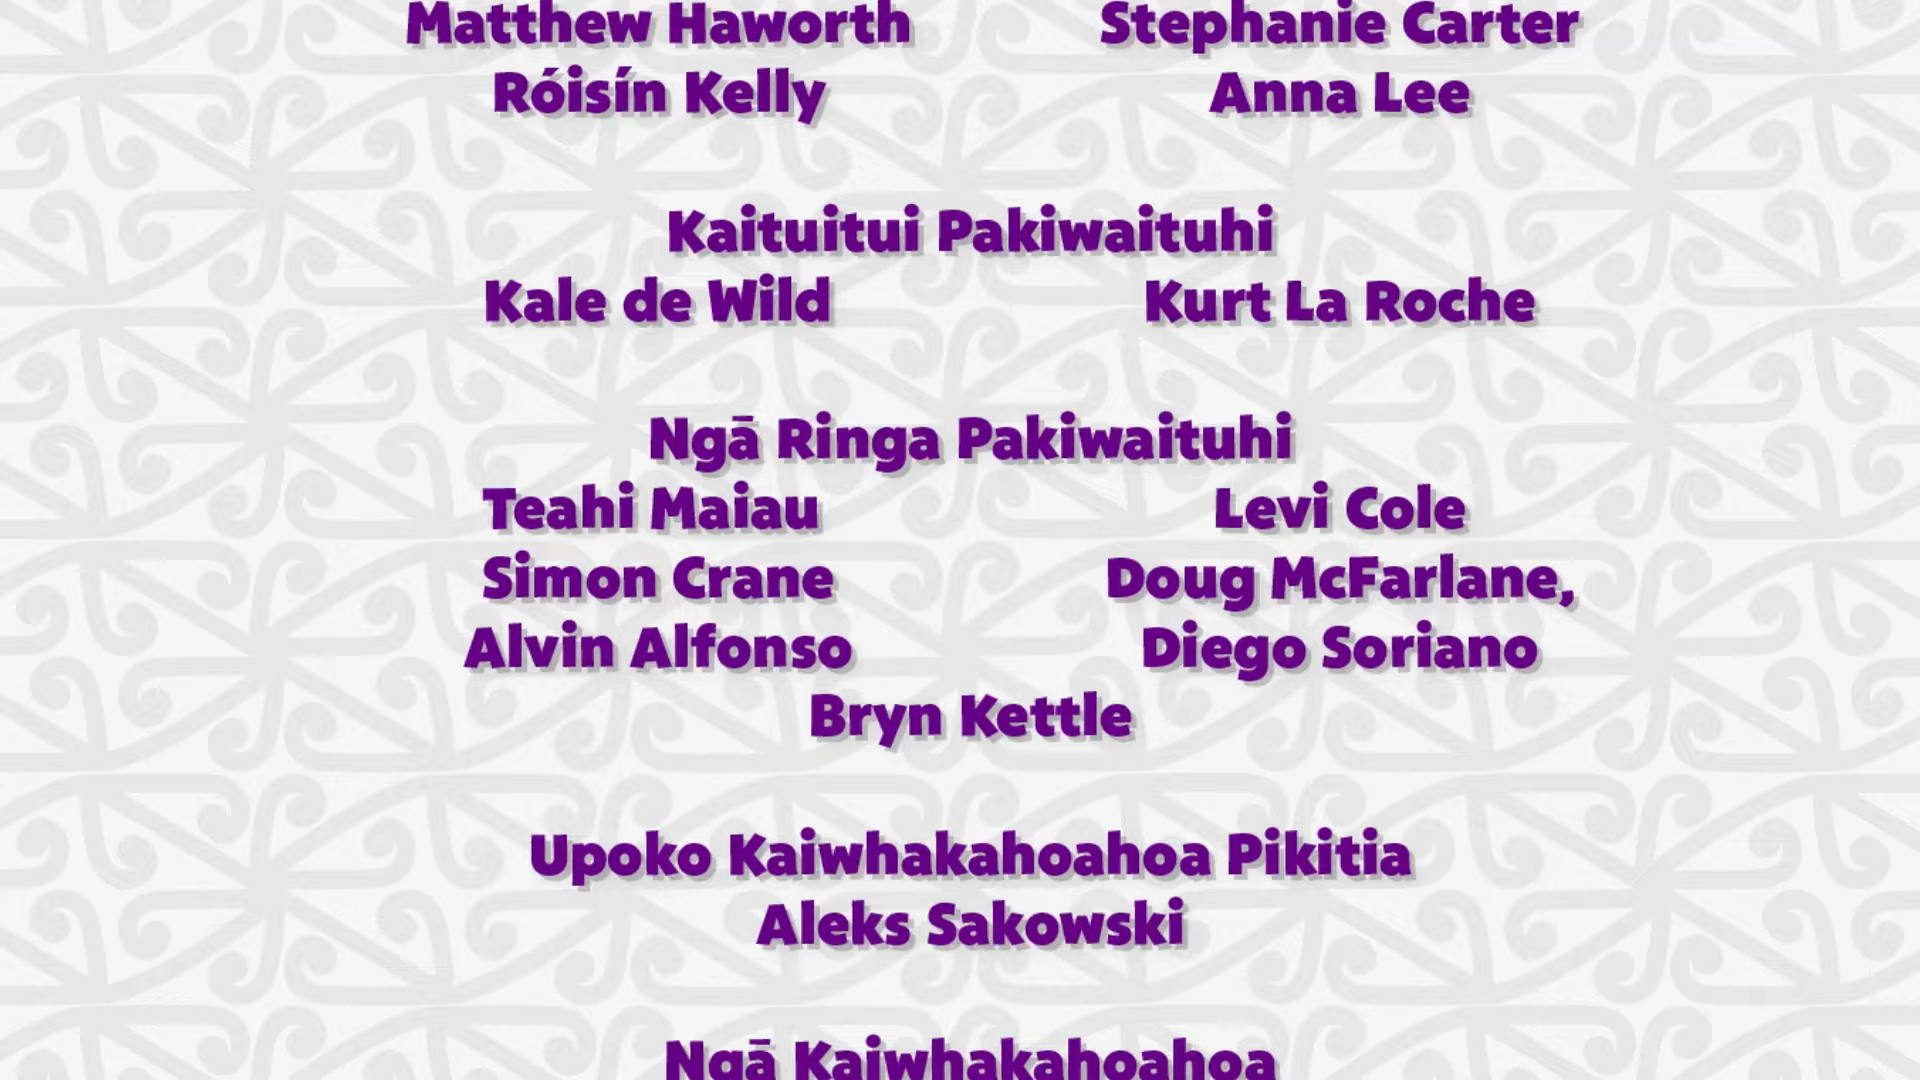 Matthew Haworth Stephanie Carter
Róisín Kelly Anna Lee
Kaituitui Pakiwaituhi
Kale de Wild Kurt La Roche
Ngā Ringa Pakiwaituhi
Teahi Maiau Levi Cole
Simon Crane Doug McFarlane,
Alvin Alfonso Diego Soriano
Bryn Kettle
Upoko Kaiwhakahoahoa Pikitia
Aleks Sakowski
Ngā Kaiwhakahoahoa